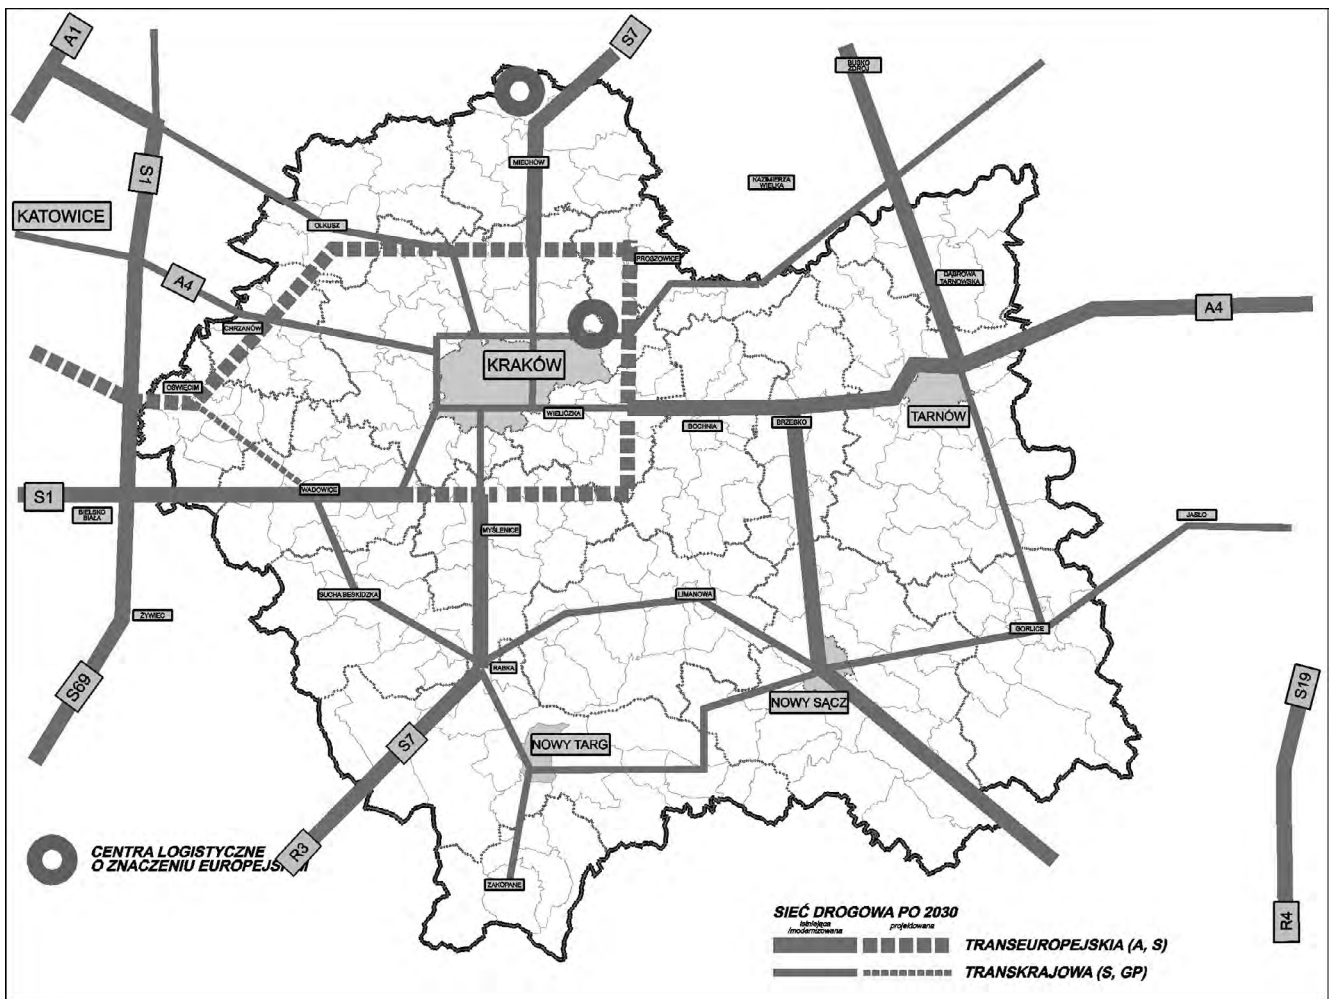 A1
S7
BUSKO
ZDRÓJ
MIECHÓW
S1
KAZIMIERZA
WIELKA
KATOWICE
OLKUSZ
PROSZOWICE
DĄBROWA
TARNOWSKA
A4
A4
CHRZANÓW
KRAKÓW
OŚWIĘCIM
WIELICZKA
BOCHNIA
BRZESKO
TARNÓW
S1
WADOWICE
BIELSKO
BIAŁA
MYŚLENICE
JASŁO
SUCHA BESKIDZKA
LIMANOWA
ŻYWIEC
GORLICE
RABKA
S69
S19
NOWY SĄCZ
S7
NOWY TARG
R3
CENTRA LOGISTYCZNE
O ZNACZENIU EUROPEJSKIM
ZAKOPANE
R4
SIEĆ DROGOWA PO 2030
istniejąca
/modernizowana
projektowana
TRANSEUROPEJSKIA (A, S)
TRANSKRAJOWA (S, GP)